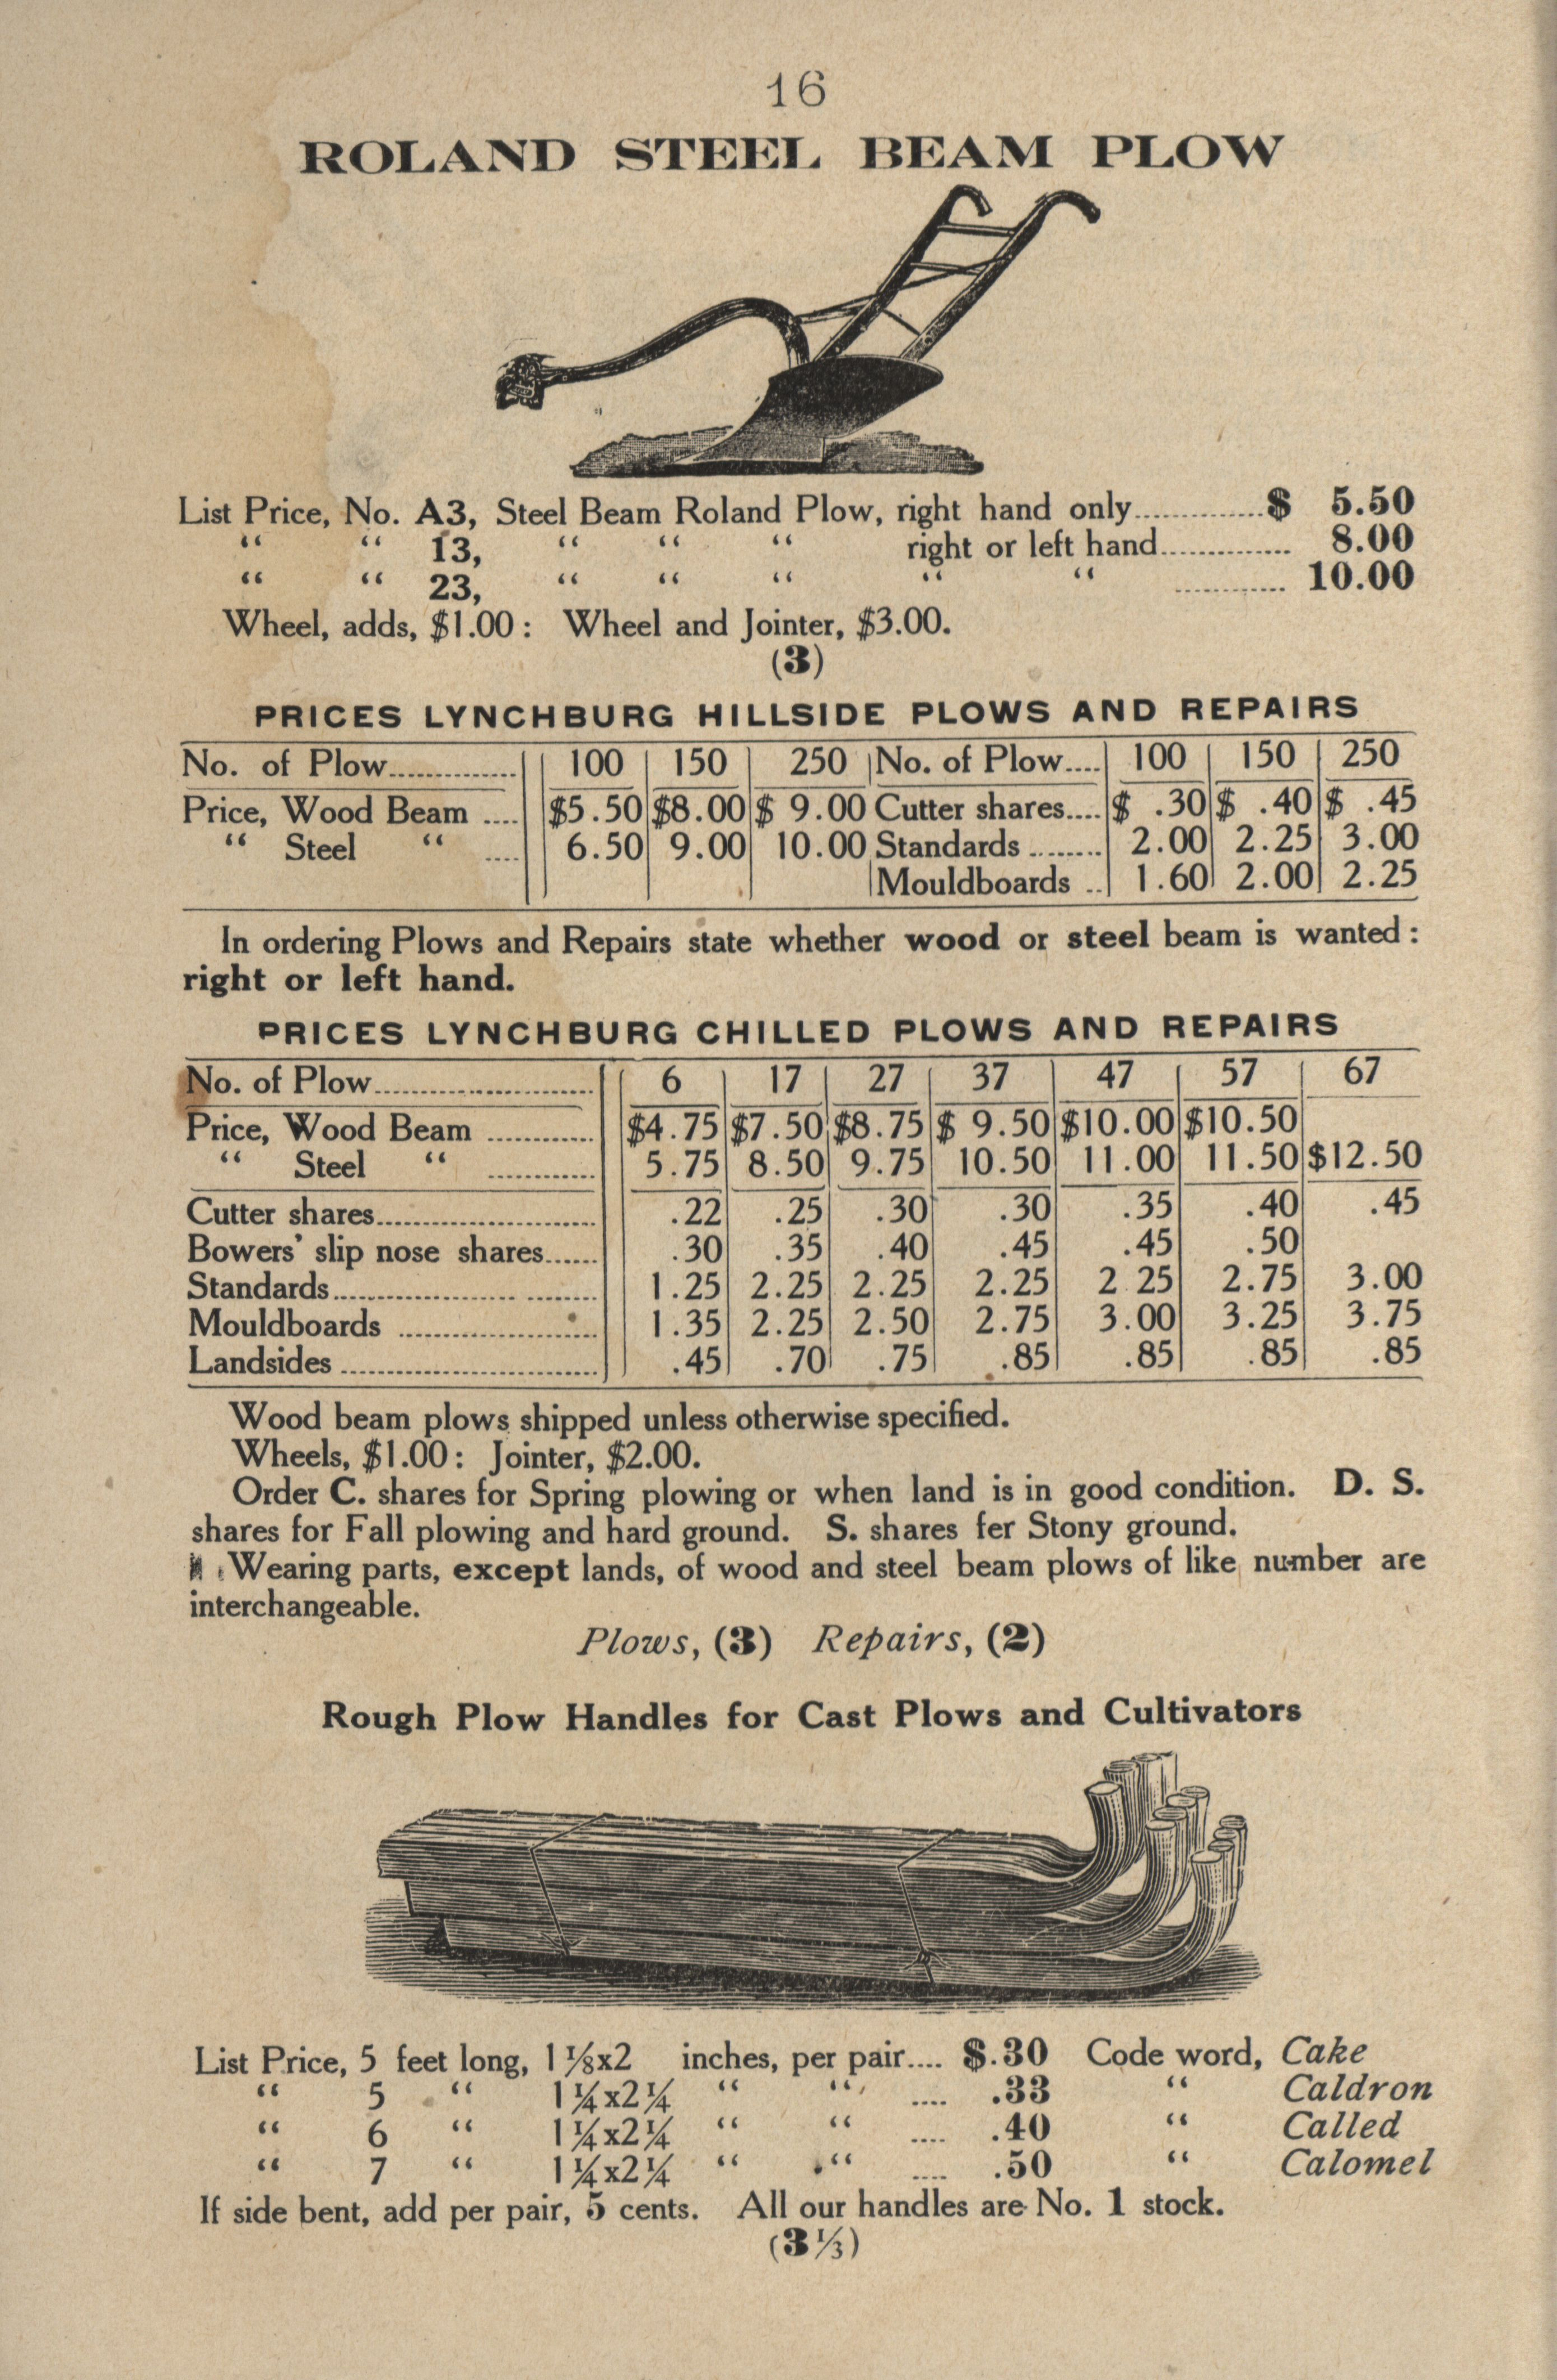 16
ROLAND STEEL BEAM PLOW
List Price, No. A3, Steel Beam Roland Plow, right hand only..............$ 5.50
“ “ 13, “ “ “ right or left hand.............. 8.00
“ “ 23, “ “ “ “ “ ............ 10.00
Wheel, adds, $1.00 : Wheel and Jointer, $3.00.
(3)
PRICES LYNCHBURG HILLSIDE PLOWS AND REPAIRS
No. of Plow.............. 100 150 250 No. of Plow.... 100 150 250
Price, Wood Beam .... $5.50 $8.00 $ 9.00 Cutter shares.... $ .30 $ .40 $ .45
“ Steel “ .... 6.50 9.00 10.00 Standards ......... 2.00 2.25 3.00
Mouldboards .. 1.60 2.00 2.25
In ordering Plows and Repairs state whether wood or steel beam is wanted :
right or left hand.
PRICES LYNCHBURG CHILLED PLOWS AND REPAIRS
No. of Plow........................ 6 17 27 37 47 57 67
Price, Wood Beam ............ $4.75 $7.50 $8.75 $ 9.50 $10.00 $10.50
“ Steel “ ............ 5.75 8.50 9.75 10.50 11.00 11.50 $12.50
Cutter shares........................ .22 .25 .30 .30 .35 .40 .45
Bowers’ slip nose shares...... .30 .35 .40 .45 .45 .50
Standards.................... ........ 1.25 2.25 2.25 2.25 2 25 2.75 3.00
Mouldboards ...................... 1.35 2.25 2.50 2.75 3.00 3.25 3.75
Landsides ............................ .45 .70 .75 .85 .85 .85 .85
Wood beam plows shipped unless otherwise specified.
Wheels, $1.00 : Jointer, $2.00.
Order C. shares for Spring plowing or when land is in good condition. D. S.
shares for Fall plowing and hard ground. S. shares fer Stony ground.
Wearing parts, except lands, of wood and steel beam plows of like number are
interchangeable.
Plows, (3) Repairs, (2)
Rough Plow Handles for Cast Plows and Cultivators
List Price, 5 feet long, 1⅛x2 inches, per pair.... $.30 Code word, Cake
“ 5 “ 1¼x2¼ “ “ .... .33 “ Caldron
“ 6 “ 1¼x2¼ “ “ .... .40 “ Called
“ 7 “ 1¼x2¼ “ “ .... .50 “ Calomel
If side bent, add per pair, 5 cents. All our handles are No. 1 stock.
(3⅓)